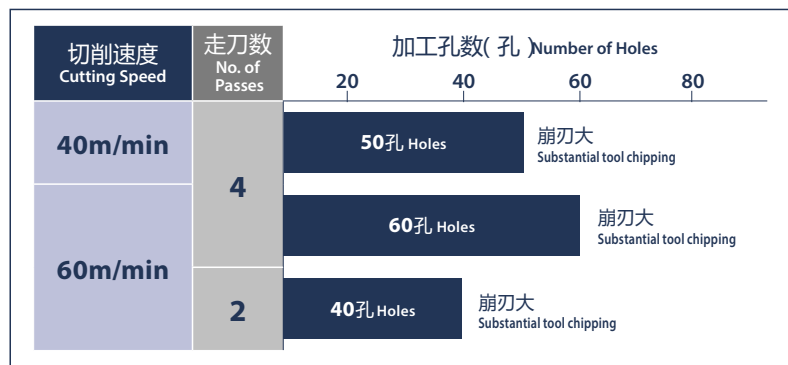 切削速度
Cutting Speed
走刀数
No. of
Passes
加工孔数( 孔 )Number of Holes
20 40 60 80
40m/min
4
50孔 Holes
崩刃大
Substantial tool chipping
60m/min
60孔 Holes
崩刃大
Substantial tool chipping
2
40孔 Holes
崩刃大
Substantial tool chipping